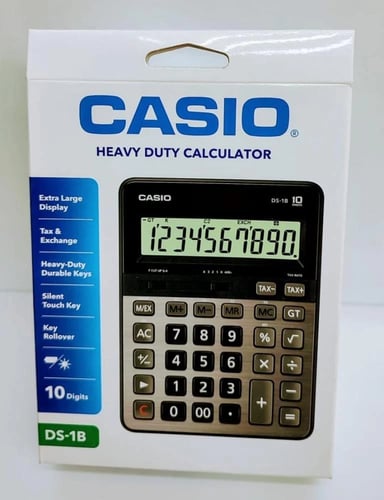 CASIO®
HEAVY DUTY CALCULATOR
Extra Large
Display
Tax &
Exchange
Heavy-Duty
Durable Keys
Silent
Touch Key
Key
Rollover
10 Digits
DS-1B
CASIO
DS-1B 10
GT K EXCH
1234567890.
TAX RATE
TAX- TAX+
M/EX M+ M- MR MC GT
AC 7 8 9 % √
+/- 4 5 6 × ÷
▶ 1 2 3 + −
C 0 00 · =